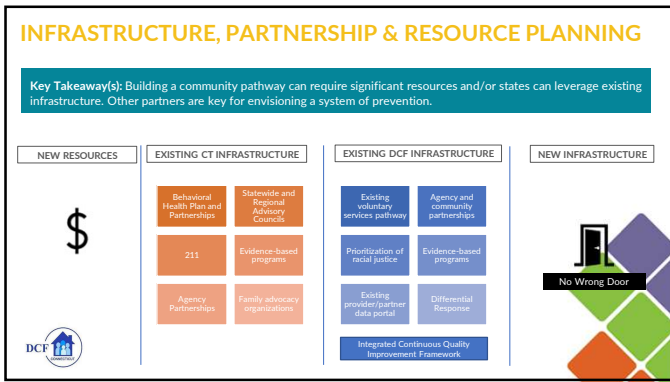 INFRASTRUCTURE, PARTNERSHIP & RESOURCE PLANNING
Key Takeaway(s): Building a community pathway can require significant resources and/or states can leverage existing
infrastructure. Other partners are key for envisioning a system of prevention.
NEW RESOURCES
$
EXISTING CT INFRASTRUCTURE
Behavioral
Health Plan and
Partnerships
Statewide and
Regional
Advisory
Councils
211
Evidence-based
programs
Agency
Partnerships
Family advocacy
organizations
EXISTING DCF INFRASTRUCTURE
Existing
voluntary
services pathway
Agency and
community
partnerships
Prioritization of
racial justice
Evidence-based
programs
Existing
provider/partner
data portal
Differential
Response
Integrated Continuous Quality
Improvement Framework
NEW INFRASTRUCTURE
No Wrong Door
DCF
CONNECTICUT